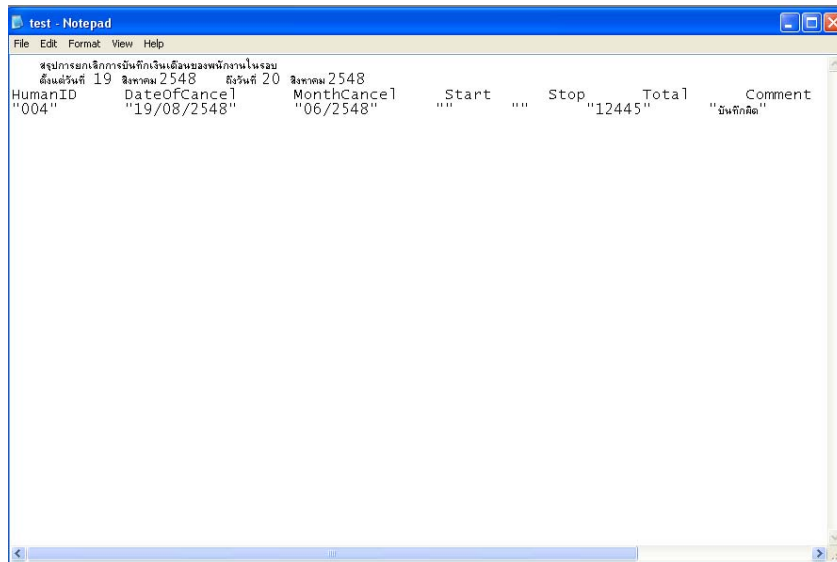 test - Notepad
File Edit Format View Help
สรุปการยกเลิกการบันทึกเงินเดือนของพนักงานในรอบ
ตั้งแต่วันที่ 19 สิงหาคม 2548 ถึงวันที่ 20 สิงหาคม 2548
HumanID DateOfCancel MonthCancel Start Stop Total Comment
"004" "19/08/2548" "06/2548" "" "" "12445" "บันทึกผิด"